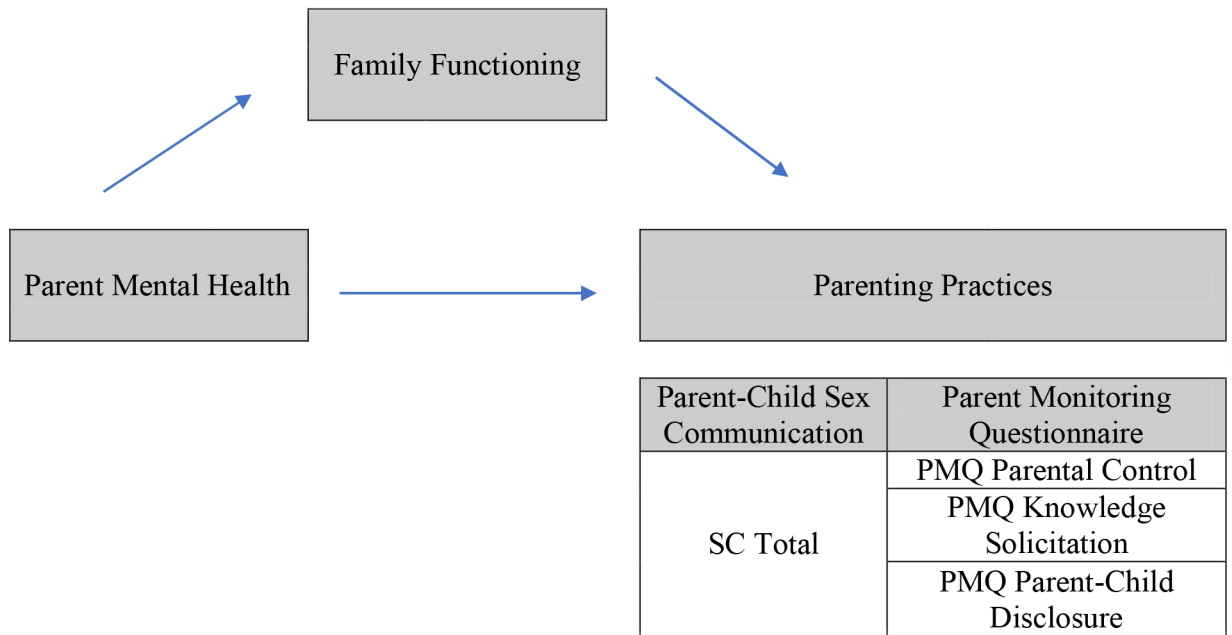 Family Functioning
Parent Mental Health
Parenting Practices
Parent-Child Sex
Communication
Parent Monitoring
Questionnaire
SC Total
PMQ Parental Control
PMQ Knowledge
Solicitation
PMQ Parent-Child
Disclosure